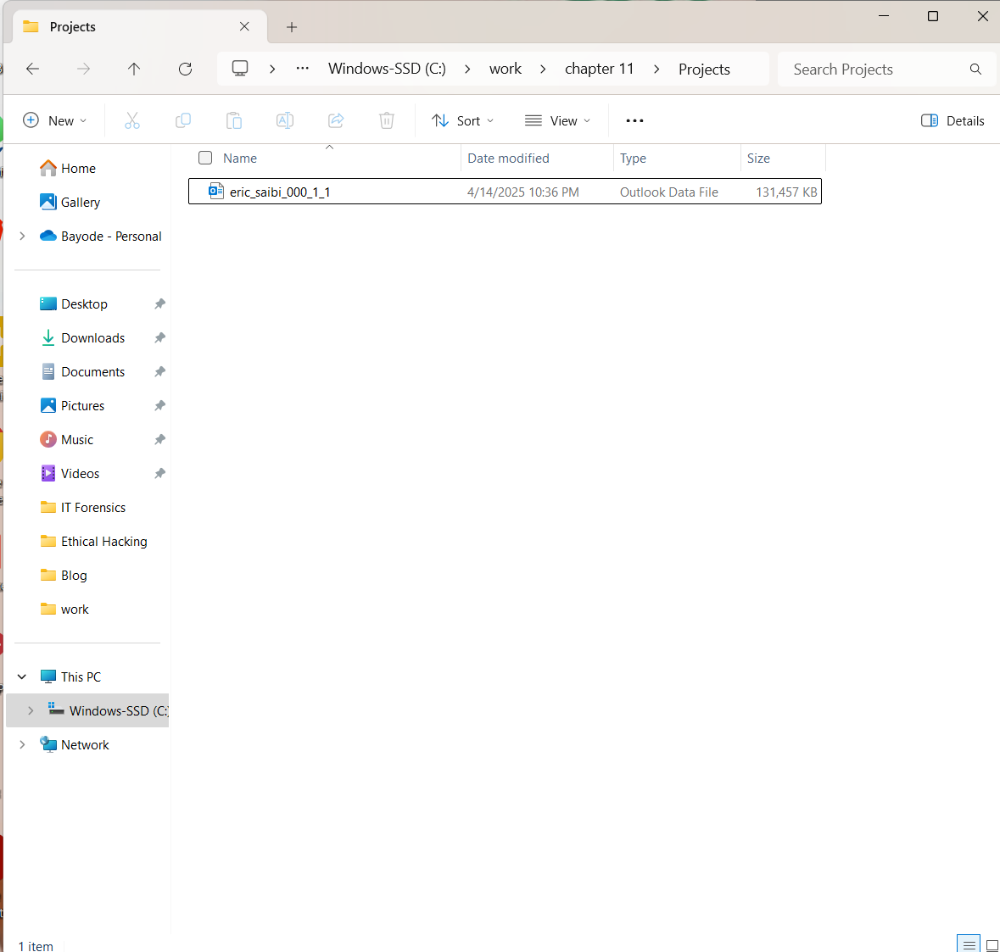 Projects
Windows-SSD (C:) work chapter 11 Projects
Search Projects
New Sort View Details
Name Date modified Type Size
eric_saibi_000_1_1 4/14/2025 10:36 PM Outlook Data File 131,457 KB
Home
Gallery
Bayode - Personal
Desktop
Downloads
Documents
Pictures
Music
Videos
IT Forensics
Ethical Hacking
Blog
work
This PC
Windows-SSD (C:)
Network
1 item